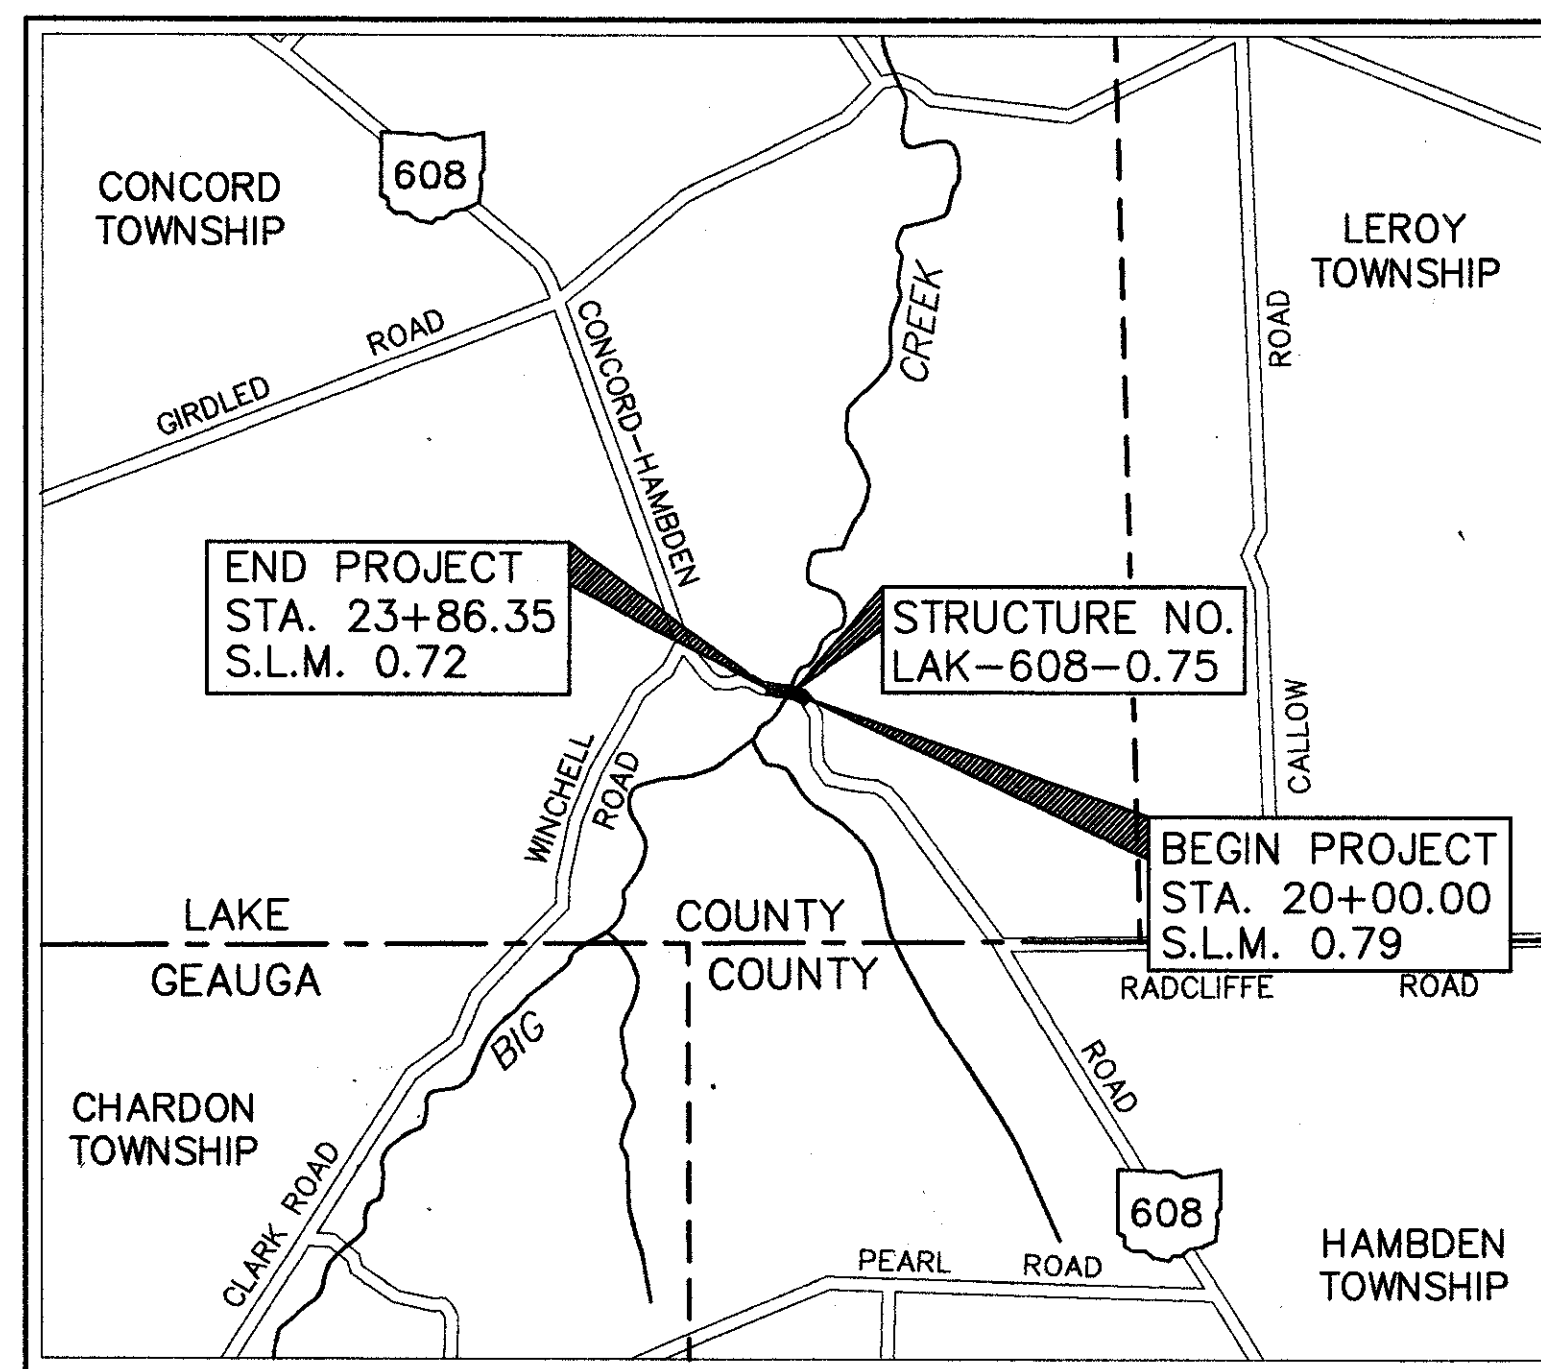 CONCORD
TOWNSHIP
608
LEROY
TOWNSHIP
CREEK
ROAD
GIRDLED ROAD
CONCORD-HAMBDEN
END PROJECT
STA. 23+86.35
S.L.M. 0.72
STRUCTURE NO.
LAK-608-0.75
CALLOW
WINCHELL
ROAD
BEGIN PROJECT
STA. 20+00.00
S.L.M. 0.79
LAKE COUNTY
GEAUGA COUNTY
RADCLIFFE ROAD
BIG
ROAD
CHARDON
TOWNSHIP
CLARK ROAD
608
PEARL ROAD
HAMBDEN
TOWNSHIP